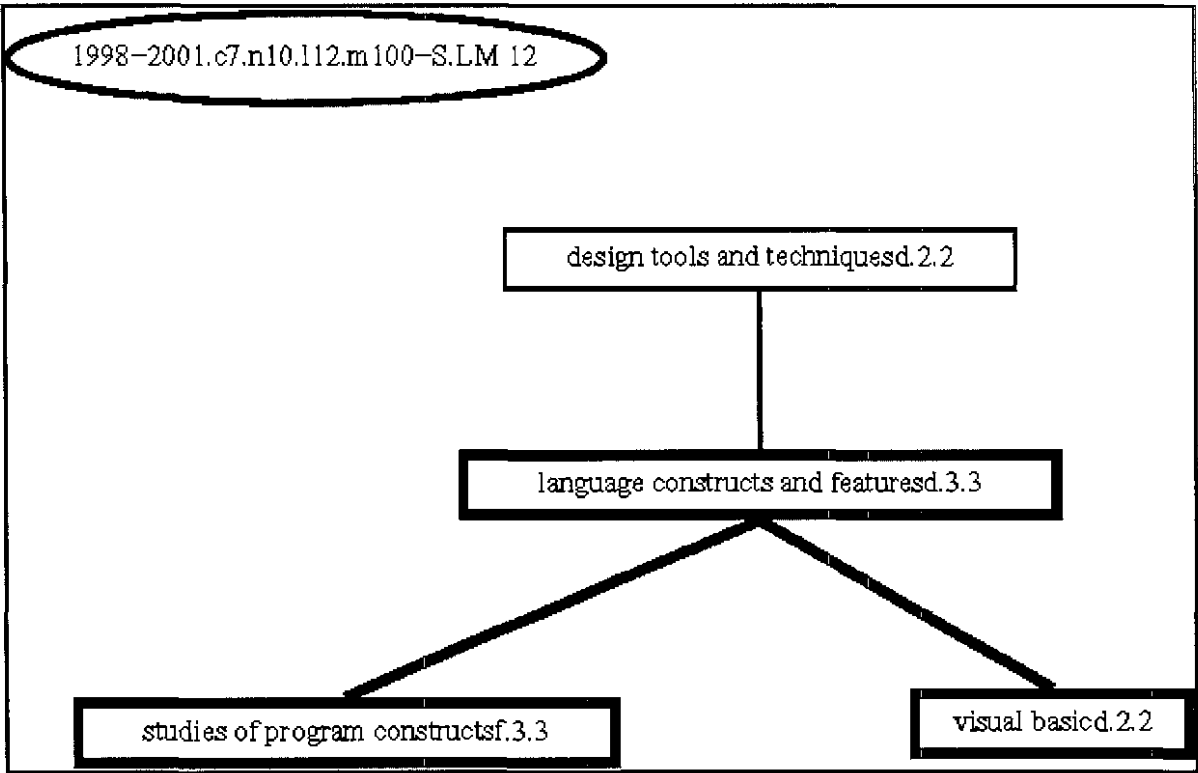 1998-2001.c7.n10.l12.m100-S.LM 12
design tools and techniquesd.2.2
language constructs and featuresd.3.3
studies of program constructsf.3.3
visual basicd.2.2